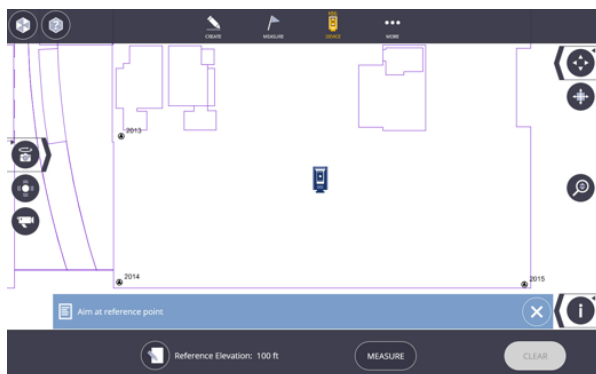 CREATE
MEASURE
DEVICE
MORE
2013
2014
2015
Aim at reference point
Reference Elevation: 100 ft
MEASURE
CLEAR